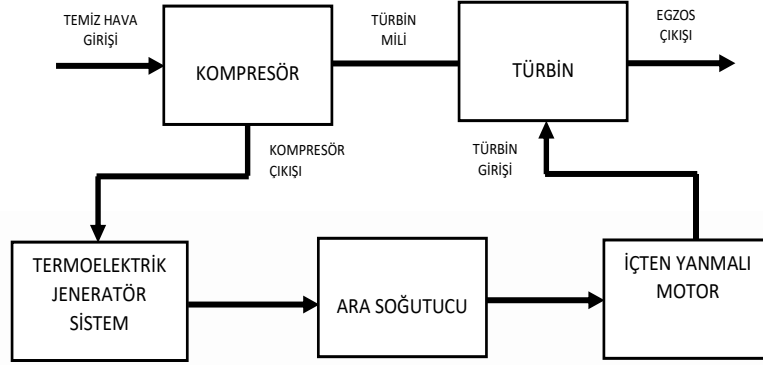 TEMİZ HAVA
GİRİŞİ
KOMPRESÖR
TÜRBİN
MİLİ
TÜRBİN
EGZOS
ÇIKIŞI
KOMPRESÖR
ÇIKIŞI
TÜRBİN
GİRİŞİ
TERMOELEKTRİK
JENERATÖR
SİSTEM
ARA SOĞUTUCU
İÇTEN YANMALI
MOTOR